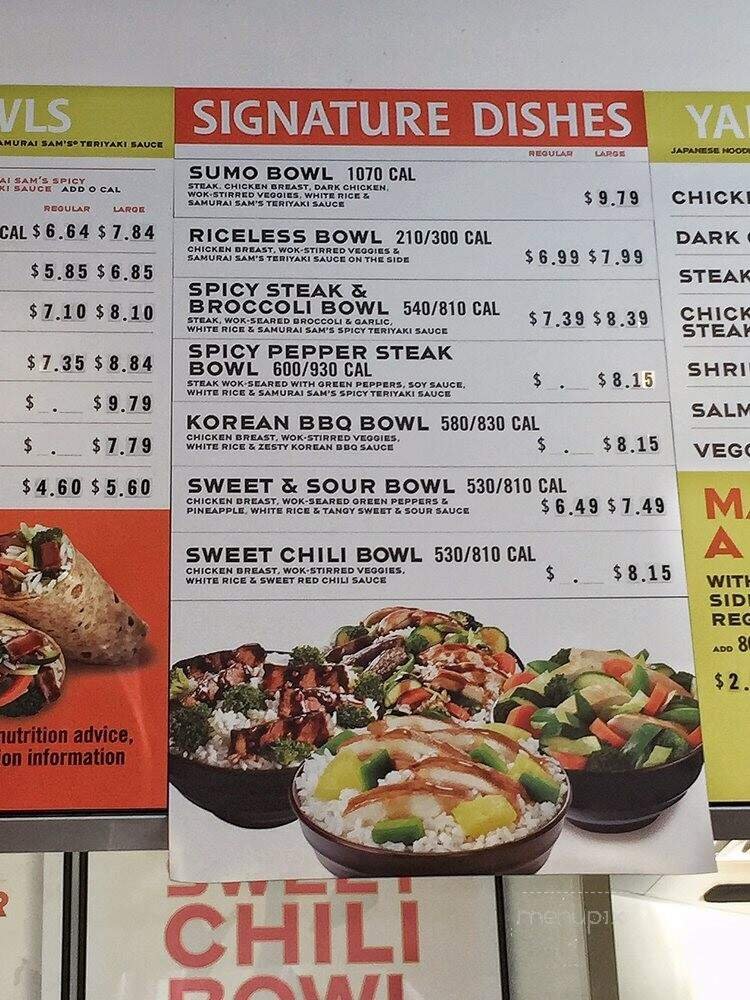 WLS
AMURAI SAM'S® TERIYAKI SAUCE
AI SAM'S SPICY
KI SAUCE ADD 0 CAL
REGULAR LARGE
CAL $6.64 $7.84
$5.85 $6.85
$7.10 $8.10
$7.35 $8.84
$ . $9.79
$ . $7.79
$4.60 $5.60
nutrition advice,
ion information
SIGNATURE DISHES
REGULAR LARGE
SUMO BOWL 1070 CAL
STEAK, CHICKEN BREAST, DARK CHICKEN,
WOK-STIRRED VEGGIES, WHITE RICE &
SAMURAI SAM'S TERIYAKI SAUCE
$9.79
RICELESS BOWL 210/300 CAL
CHICKEN BREAST, WOK-STIRRED VEGGIES &
SAMURAI SAM'S TERIYAKI SAUCE ON THE SIDE
$6.99 $7.99
SPICY STEAK &
BROCCOLI BOWL 540/810 CAL
STEAK, WOK-SEARED BROCCOLI & GARLIC,
WHITE RICE & SAMURAI SAM'S SPICY TERIYAKI SAUCE
$7.39 $8.39
SPICY PEPPER STEAK
BOWL 600/930 CAL
STEAK WOK-SEARED WITH GREEN PEPPERS, SOY SAUCE,
WHITE RICE & SAMURAI SAM'S SPICY TERIYAKI SAUCE
$ . $8.15
KOREAN BBQ BOWL 580/830 CAL
CHICKEN BREAST, WOK-STIRRED VEGGIES,
WHITE RICE & ZESTY KOREAN BBQ SAUCE
$ . $8.15
SWEET & SOUR BOWL 530/810 CAL
CHICKEN BREAST, WOK-SEARED GREEN PEPPERS &
PINEAPPLE, WHITE RICE & TANGY SWEET & SOUR SAUCE
$6.49 $7.49
SWEET CHILI BOWL 530/810 CAL
CHICKEN BREAST, WOK-STIRRED VEGGIES,
WHITE RICE & SWEET RED CHILI SAUCE
$ . $8.15
YA
JAPANESE NOOD
CHICK
DARK
STEAK
CHICK
STEAK
SHRI
SALM
VEGG
M
A
WITH
SID
REG
ADD 8
$2.
R
SWEET
CHILI
BOWL
menupix